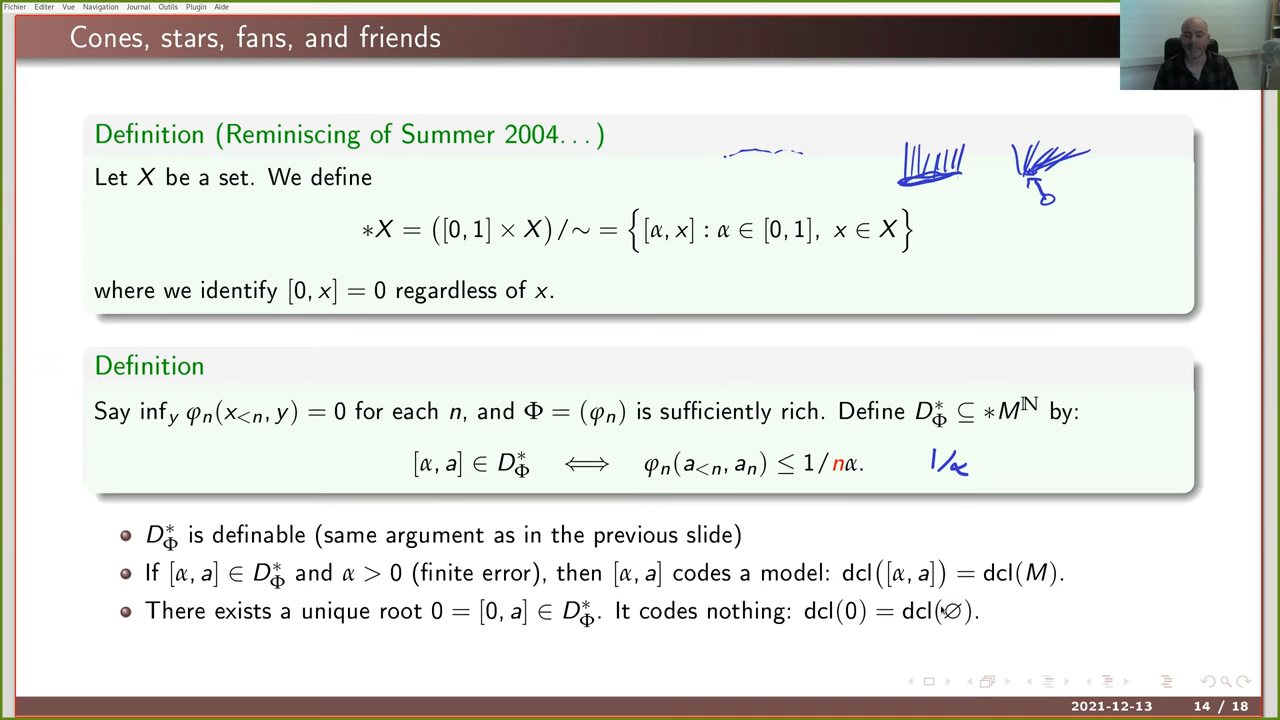 Fichier Editer Vue Navigation Journal Outils Plugin Aide
Cones, stars, fans, and friends
Definition (Reminiscing of Summer 2004. . . )
Let X be a set. We define
∗X = ([0, 1] × X)/∼ = {[α, x] : α ∈ [0, 1], x ∈ X}
where we identify [0, x] = 0 regardless of x.
0
Definition
Say inf_y φ_n(x_{<n}, y) = 0 for each n, and Φ = (φ_n) is sufficiently rich. Define D*_Φ ⊆ ∗M^ℕ by:
[α, a] ∈ D*_Φ ⟺ φ_n(a_{<n}, a_n) ≤ 1/nα. 1/α
D*_Φ is definable (same argument as in the previous slide)
If [α, a] ∈ D*_Φ and α > 0 (finite error), then [α, a] codes a model: dcl([α, a]) = dcl(M).
There exists a unique root 0 = [0, a] ∈ D*_Φ. It codes nothing: dcl(0) = dcl(∅).
2021-12-13 14 / 18